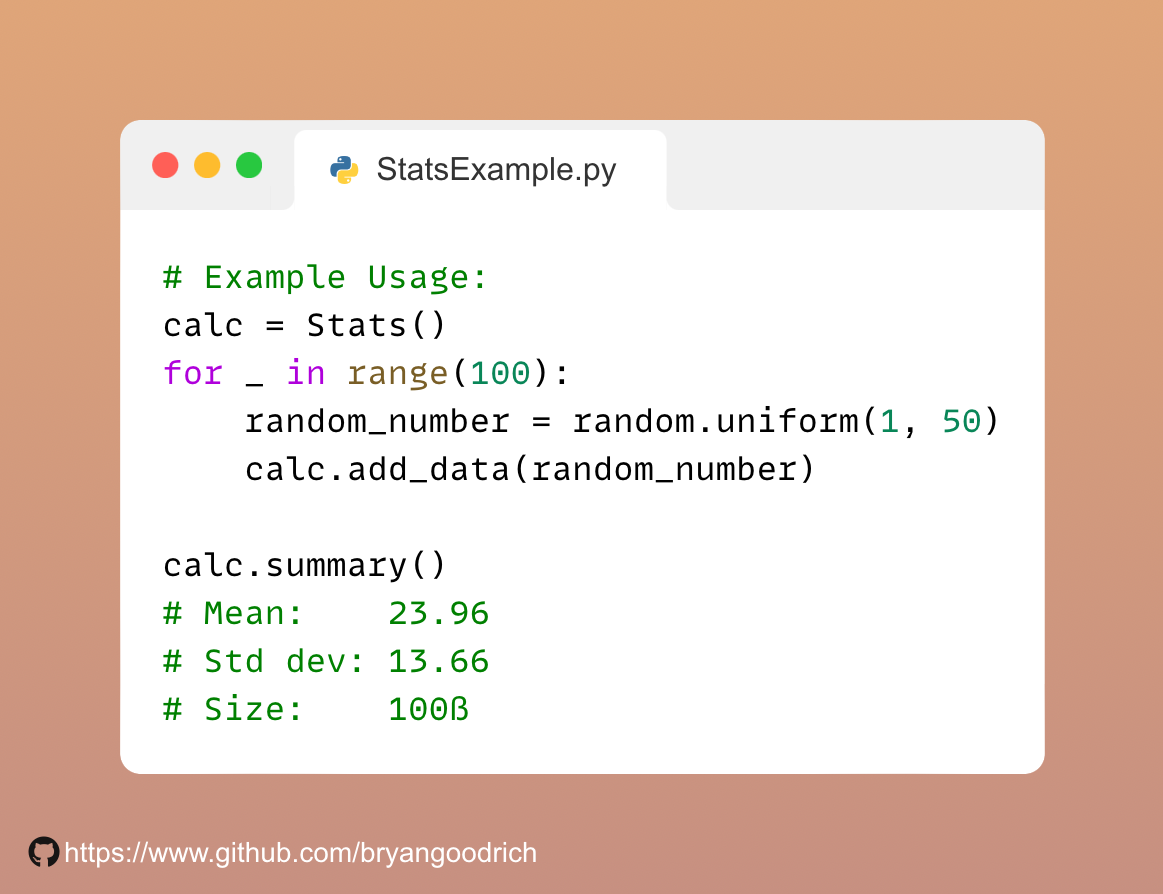 StatsExample.py
# Example Usage:
calc = Stats()
for _ in range(100):
    random_number = random.uniform(1, 50)
    calc.add_data(random_number)

calc.summary()
# Mean:    23.96
# Std dev: 13.66
# Size:    100ß
https://www.github.com/bryangoodrich